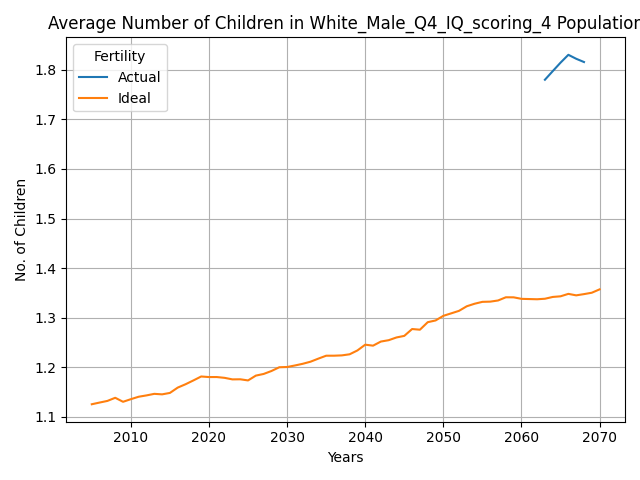 Average Number of Children in White_Male_Q4_IQ_scoring_4 Population
Fertility
Actual
Ideal
1.8
1.7
1.6
1.5
1.4
1.3
1.2
1.1
No. of Children
2010 2020 2030 2040 2050 2060 2070
Years